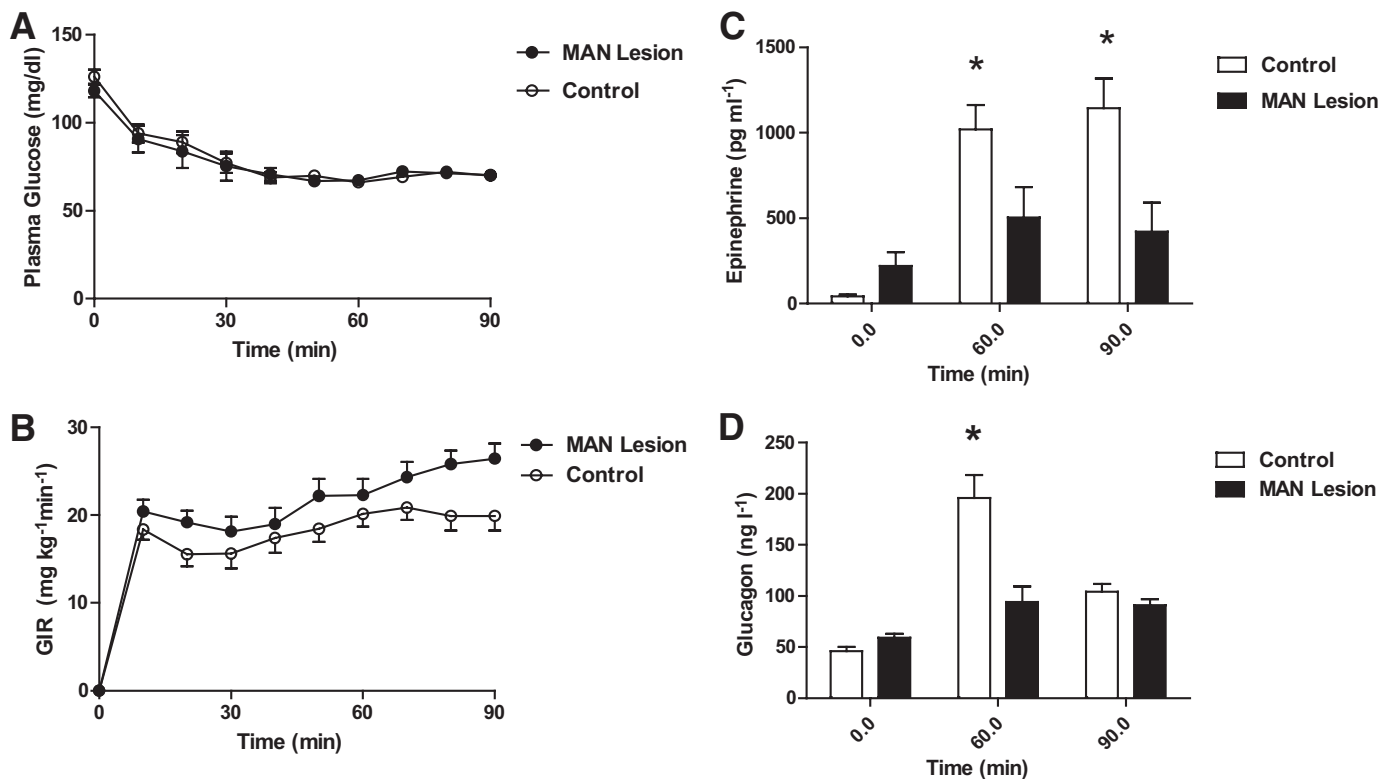 A
Plasma Glucose (mg/dl)
150
100
50
0
0 30 60 90
Time (min)
MAN Lesion
Control
B
GIR (mg kg⁻¹min⁻¹)
30
20
10
0
0 30 60 90
Time (min)
MAN Lesion
Control
C
Epinephrine (pg ml⁻¹)
1500
1000
500
0
* *
0.0 60.0 90.0
Time (min)
Control
MAN Lesion
D
Glucagon (ng l⁻¹)
250
200
150
100
50
0
*
0.0 60.0 90.0
Time (min)
Control
MAN Lesion